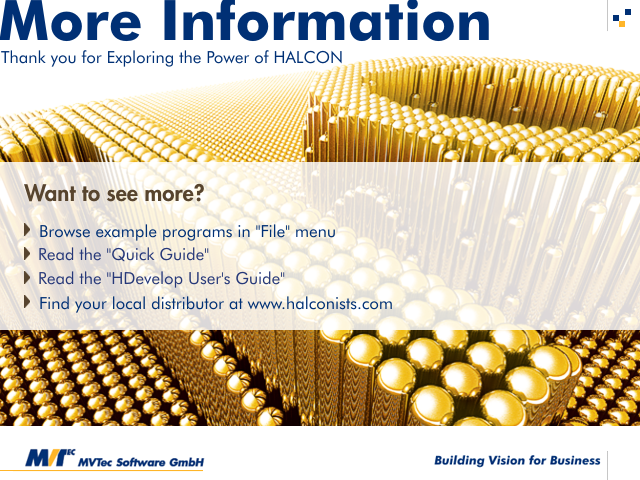 More Information
Thank you for Exploring the Power of HALCON
Want to see more?
Browse example programs in "File" menu
Read the "Quick Guide"
Read the "HDevelop User's Guide"
Find your local distributor at www.halconists.com
MVTec MVTec Software GmbH
Building Vision for Business